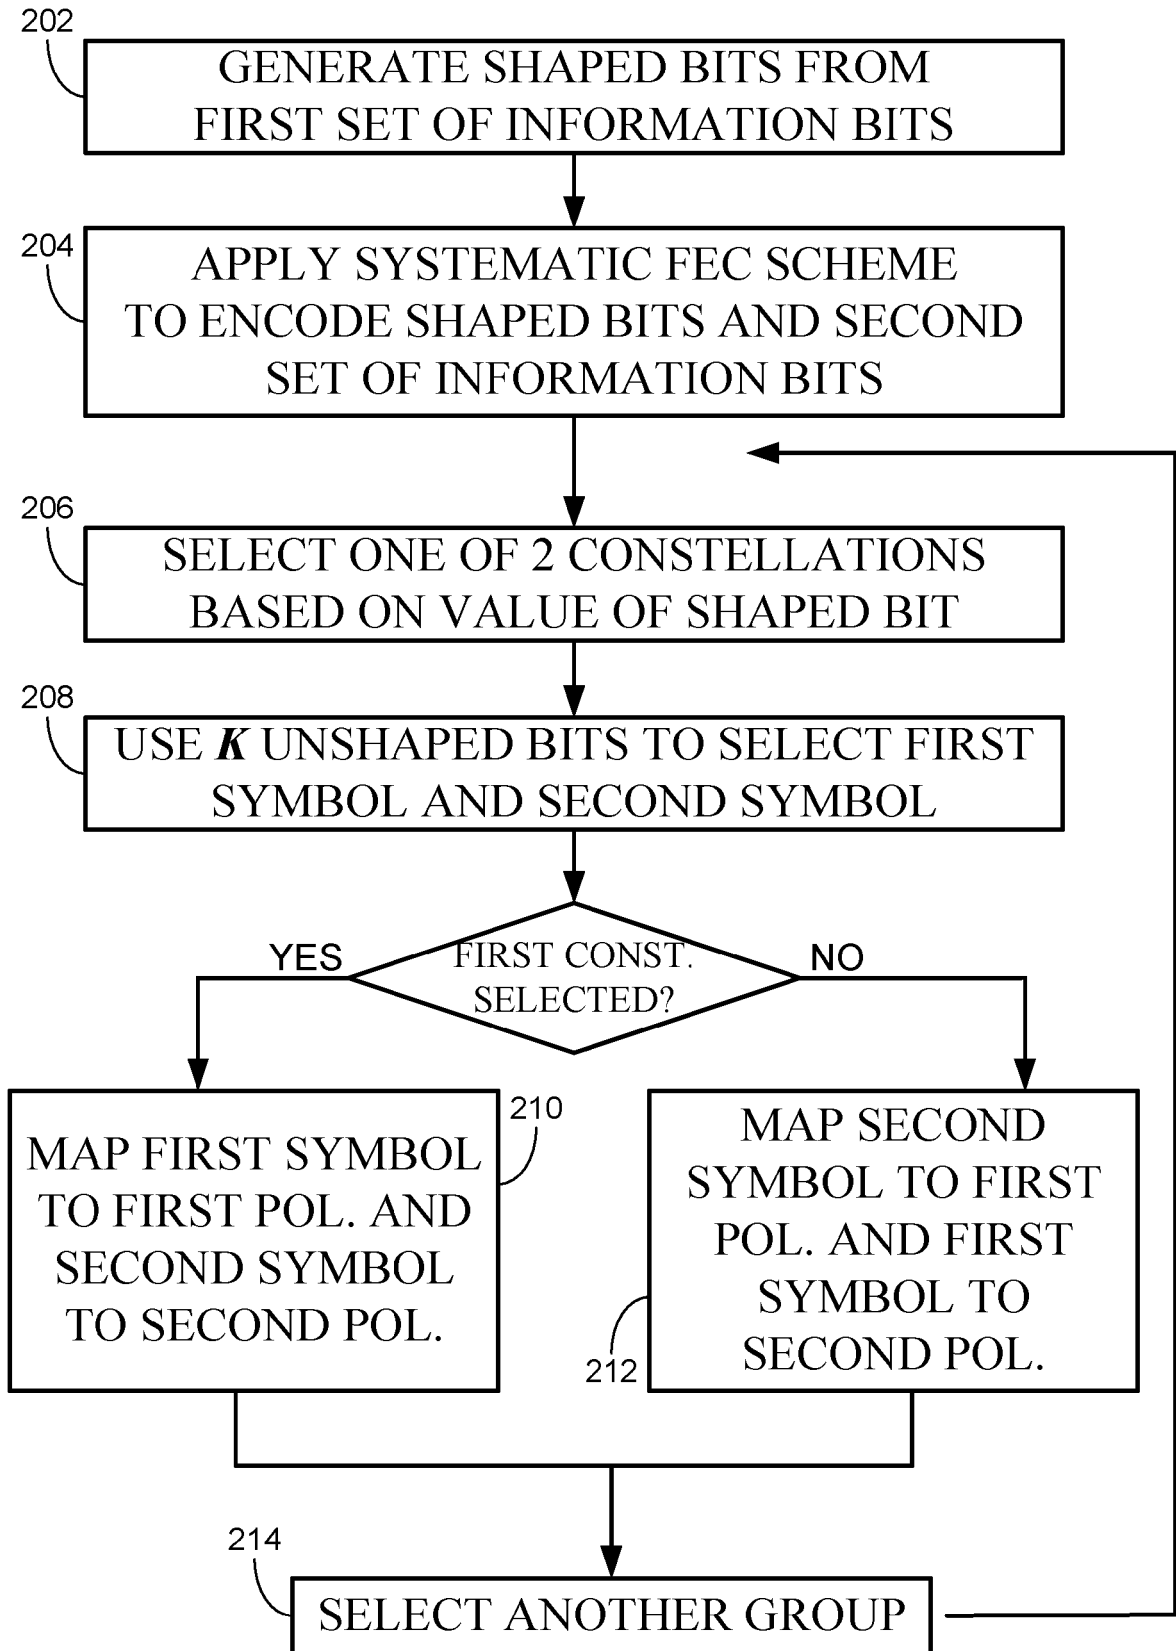 202
GENERATE SHAPED BITS FROM
FIRST SET OF INFORMATION BITS
204
APPLY SYSTEMATIC FEC SCHEME
TO ENCODE SHAPED BITS AND SECOND
SET OF INFORMATION BITS
206
SELECT ONE OF 2 CONSTELLATIONS
BASED ON VALUE OF SHAPED BIT
208
USE K UNSHAPED BITS TO SELECT FIRST
SYMBOL AND SECOND SYMBOL
YES
FIRST CONST.
SELECTED?
NO
210
MAP FIRST SYMBOL
TO FIRST POL. AND
SECOND SYMBOL
TO SECOND POL.
MAP SECOND
SYMBOL TO FIRST
POL. AND FIRST
SYMBOL TO
SECOND POL.
212
214
SELECT ANOTHER GROUP